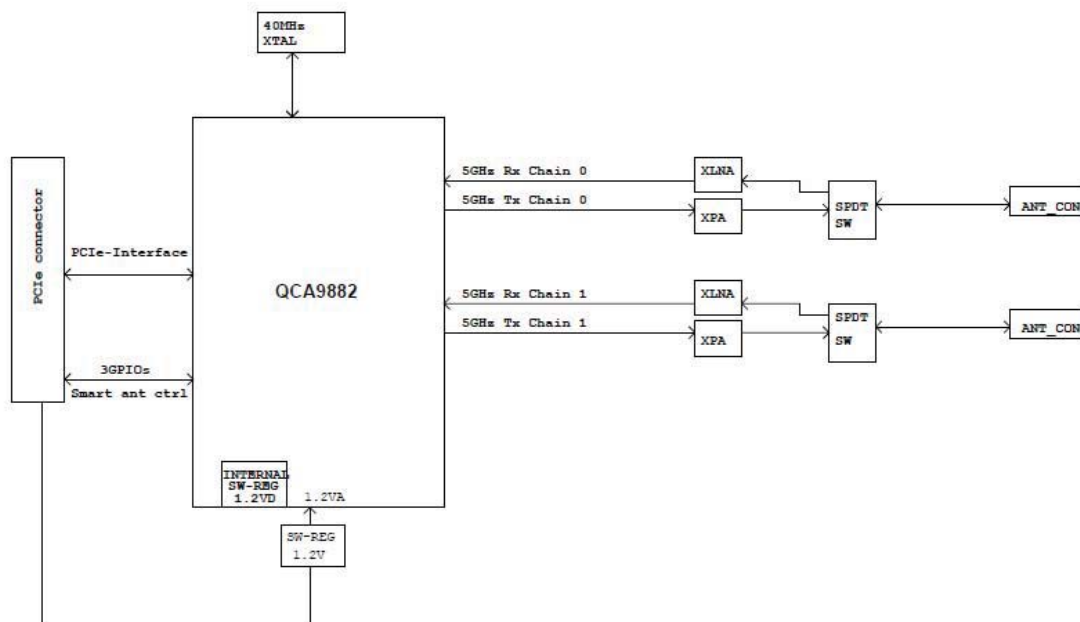 40MHz
XTAL
5GHz Rx Chain 0
XLNA
5GHz Tx Chain 0
XPA
SPDT
SW
ANT_CON
PCIe connector
PCIe-Interface
QCA9882
5GHz Rx Chain 1
XLNA
5GHz Tx Chain 1
XPA
SPDT
SW
ANT_CON
3GPIOs
Smart ant ctrl
INTERNAL
SW-REG
1.2VD
1.2VA
SW-REG
1.2V